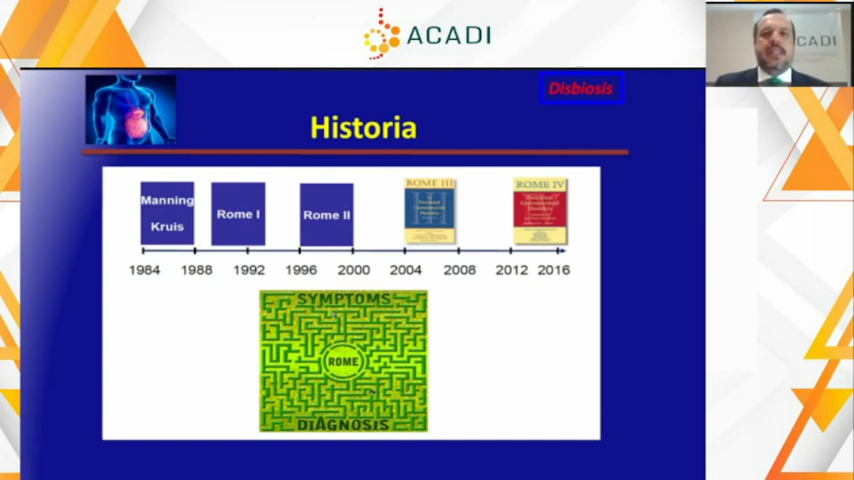 ACADI
CADI
Disbiosis
Historia
Manning
Kruis
Rome I
Rome II
ROME III
ROME IV
1984 1988 1992 1996 2000 2004 2008 2012 2016
SYMPTOMS
ROME
DIAGNOSIS